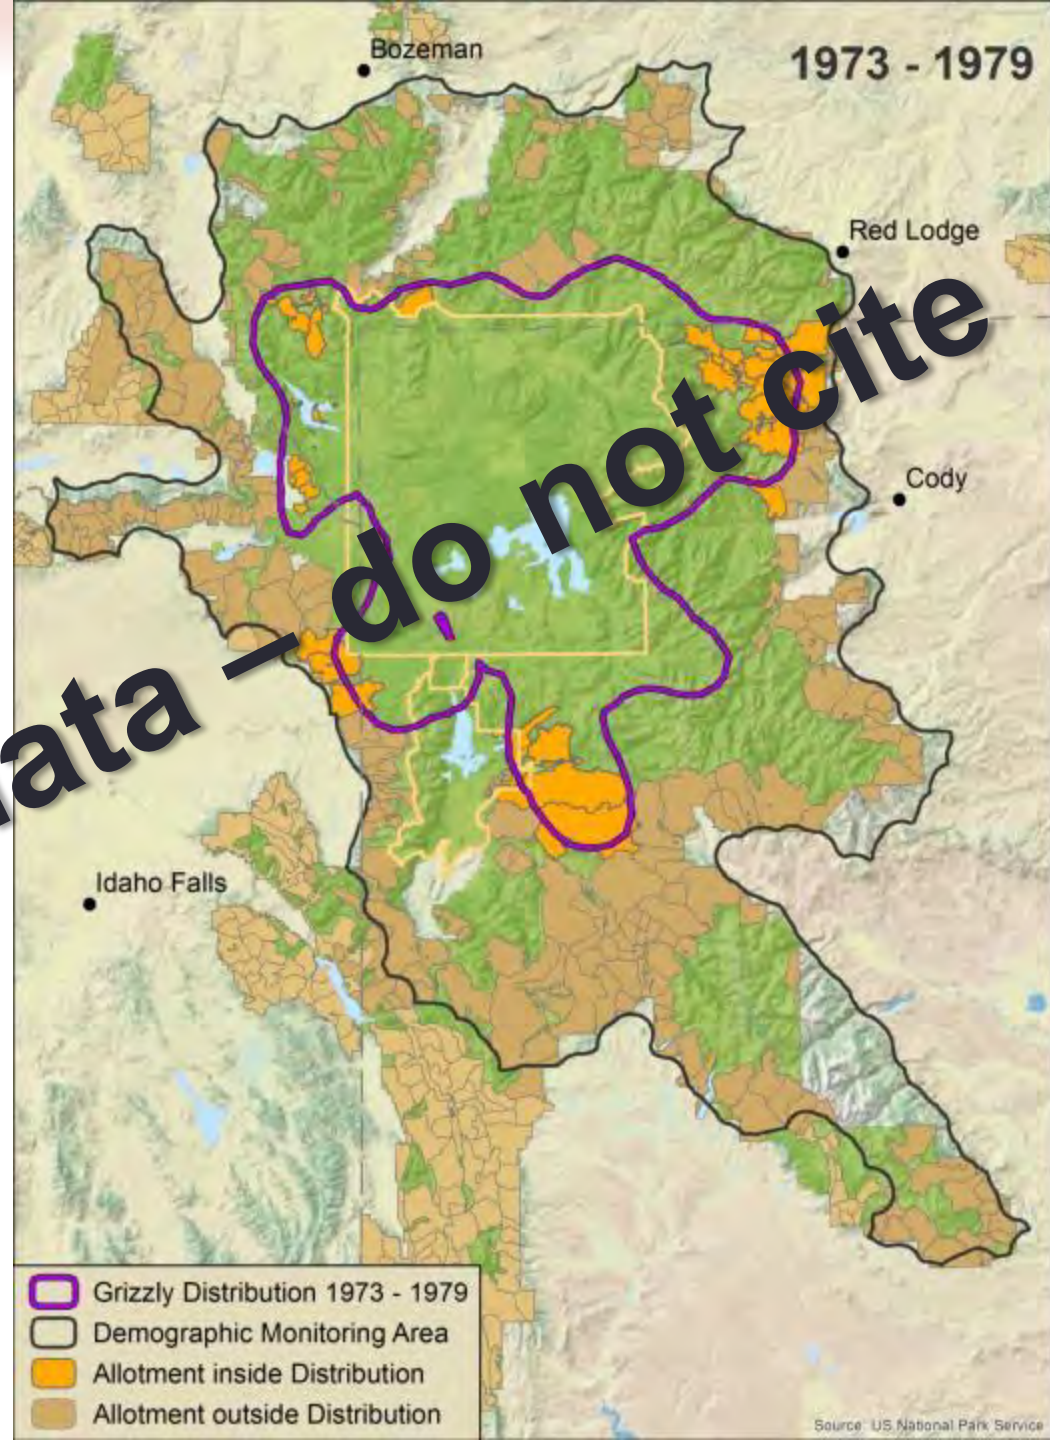 Bozeman
1973 - 1979
Red Lodge
Cody
data – do not cite
Idaho Falls
Grizzly Distribution 1973 - 1979
Demographic Monitoring Area
Allotment inside Distribution
Allotment outside Distribution
Source: US National Park Service